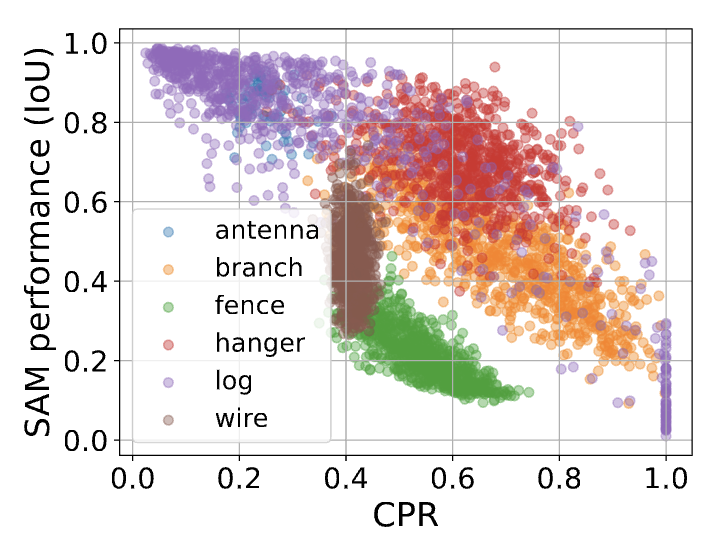 SAM performance (IoU)
1.0
0.8
0.6
0.4
0.2
0.0
antenna
branch
fence
hanger
log
wire
0.0 0.2 0.4 0.6 0.8 1.0
CPR